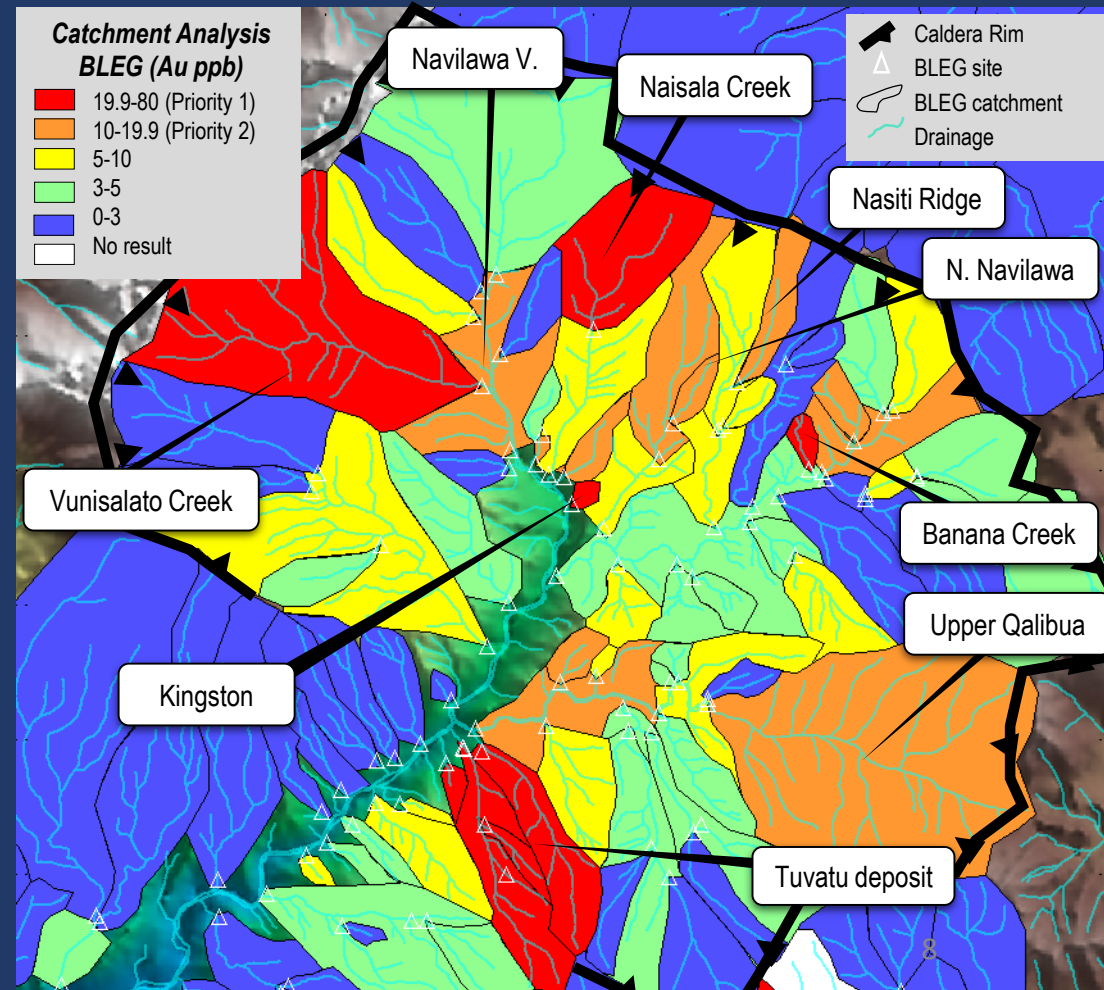 Catchment Analysis
BLEG (Au ppb)
19.9-80 (Priority 1)
10-19.9 (Priority 2)
5-10
3-5
0-3
No result
Caldera Rim
BLEG site
BLEG catchment
Drainage
Navilawa V.
Naisala Creek
Nasiti Ridge
N. Navilawa
Vunisalato Creek
Banana Creek
Upper Qalibua
Kingston
Tuvatu deposit
8